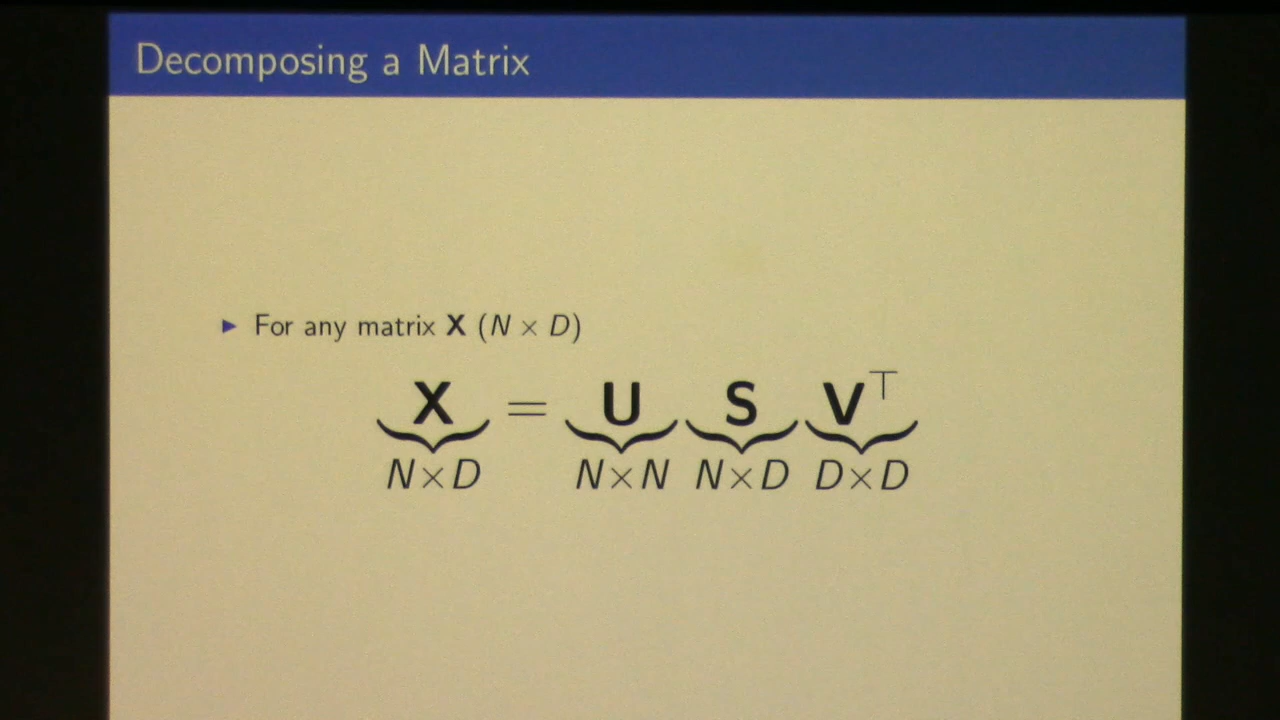 Decomposing a Matrix
▶ For any matrix X (N × D)
X = U S V⊤
N×D N×N N×D D×D